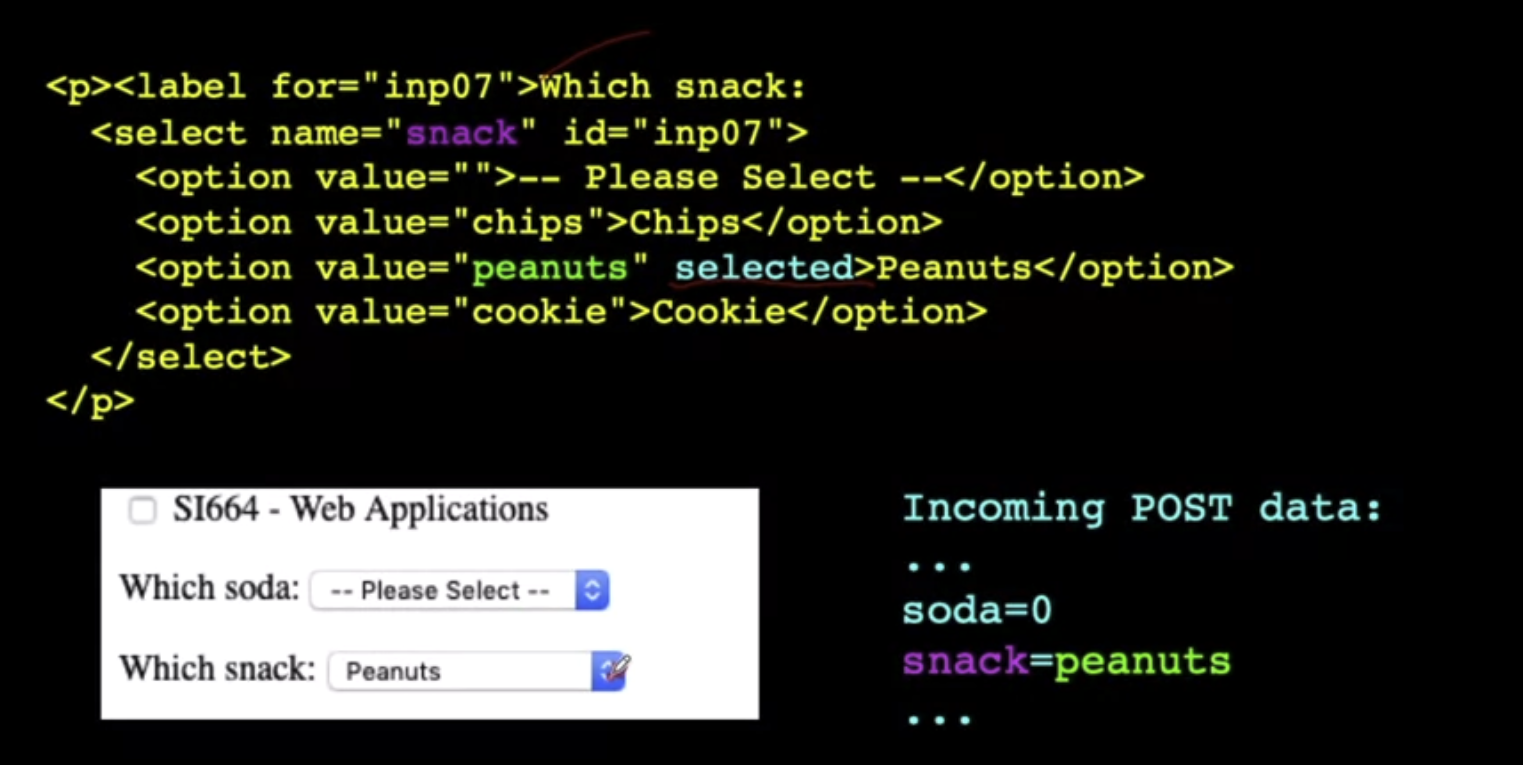 <p><label for="inp07">Which snack:
<select name="snack" id="inp07">
<option value="">-- Please Select --</option>
<option value="chips">Chips</option>
<option value="peanuts" selected>Peanuts</option>
<option value="cookie">Cookie</option>
</select>
</p>
SI664 - Web Applications
Which soda: -- Please Select --
Which snack: Peanuts
Incoming POST data:
...
soda=0
snack=peanuts
...